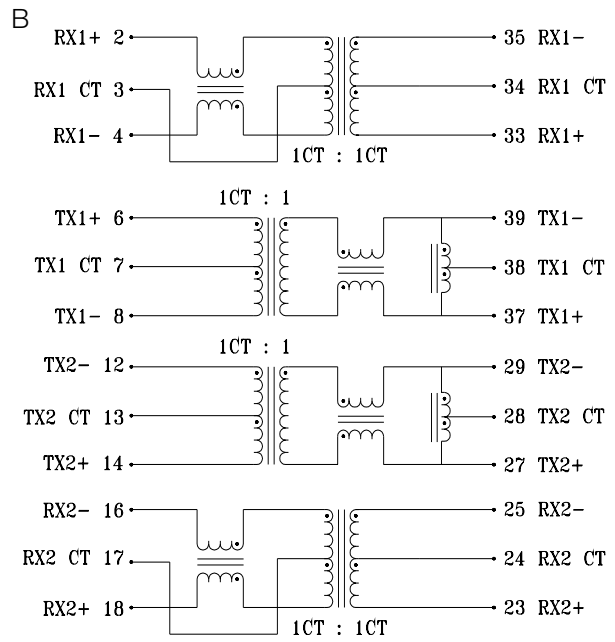 B
RX1+ 2 35 RX1-
RX1 CT 3 34 RX1 CT
RX1- 4 33 RX1+
1CT : 1CT
1CT : 1
TX1+ 6 39 TX1-
TX1 CT 7 38 TX1 CT
TX1- 8 37 TX1+
1CT : 1
TX2- 12 29 TX2-
TX2 CT 13 28 TX2 CT
TX2+ 14 27 TX2+
RX2- 16 25 RX2-
RX2 CT 17 24 RX2 CT
RX2+ 18 23 RX2+
1CT : 1CT